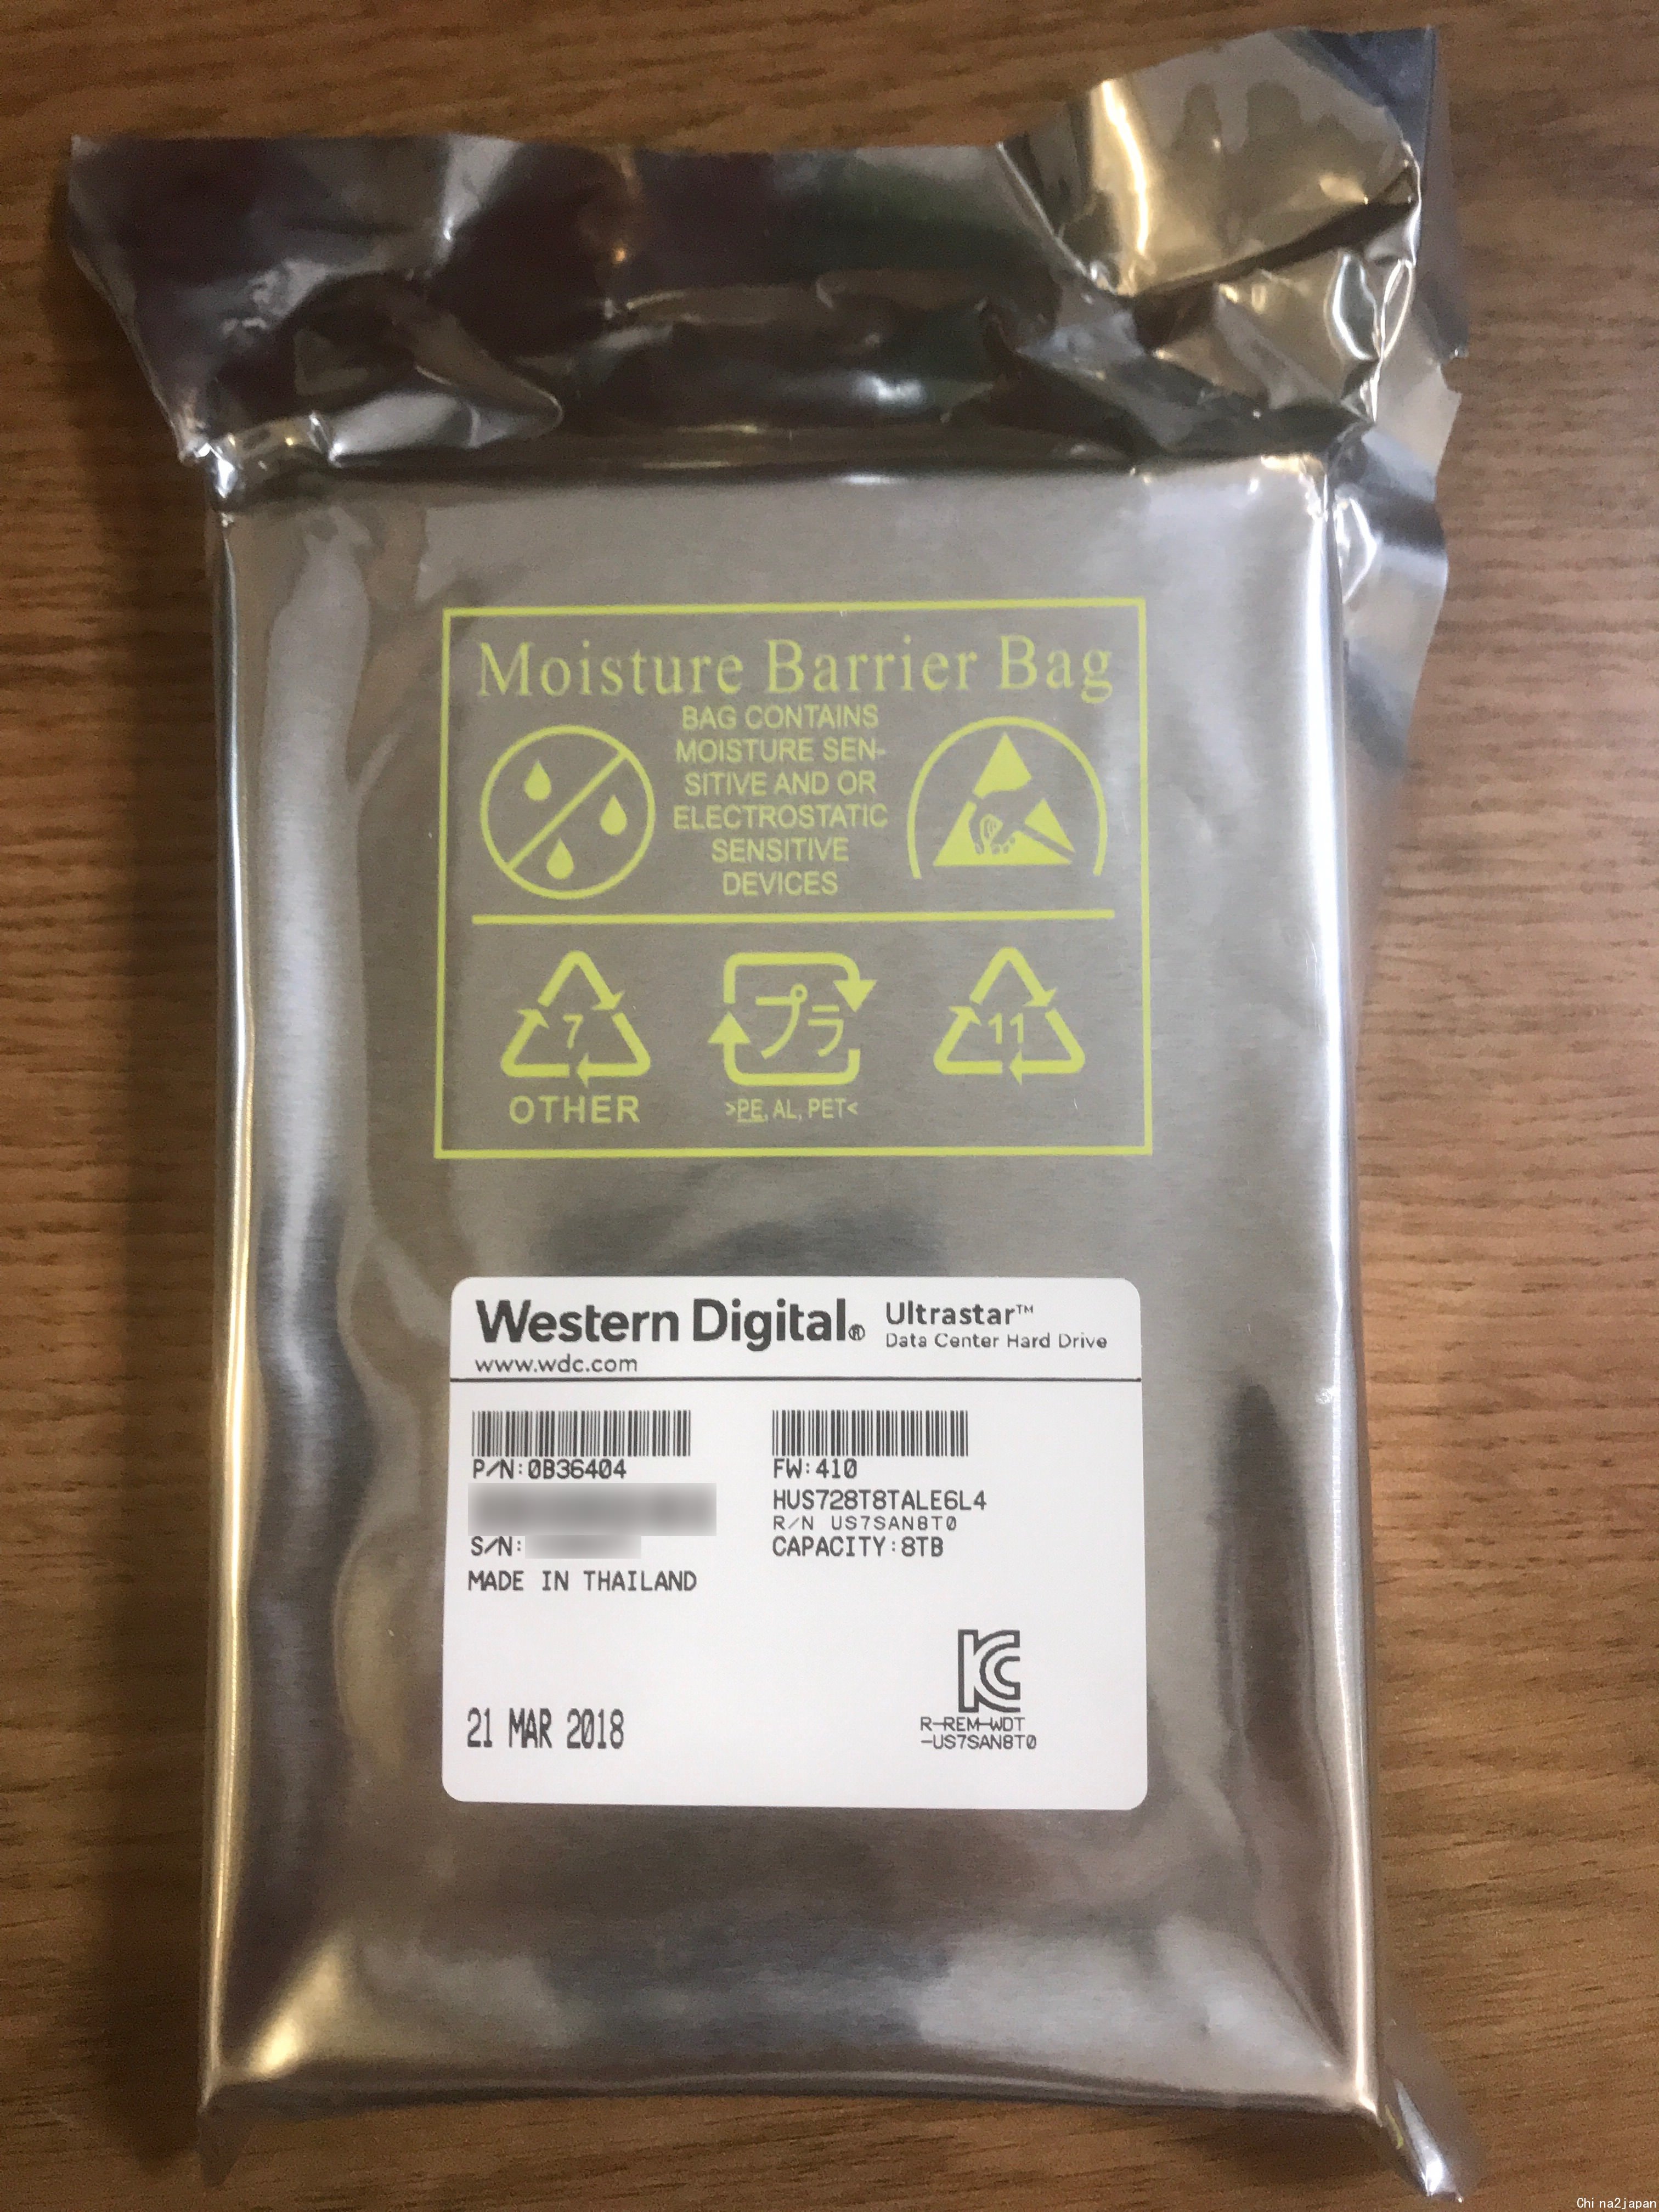 Moisture Barrier Bag
BAG CONTAINS
MOISTURE SEN-
SITIVE AND OR
ELECTROSTATIC
SENSITIVE
DEVICES
7
プラ
11
OTHER
>PE, AL, PET<
Western Digital® Ultrastar™
Data Center Hard Drive
www.wdc.com
P/N:0B36404
FW:410
HUS728T8TALE6L4
R/N US7SAN8T0
S/N:
CAPACITY:8TB
MADE IN THAILAND
21 MAR 2018
R-REM-WDT
-US7SAN8T0
China2japan